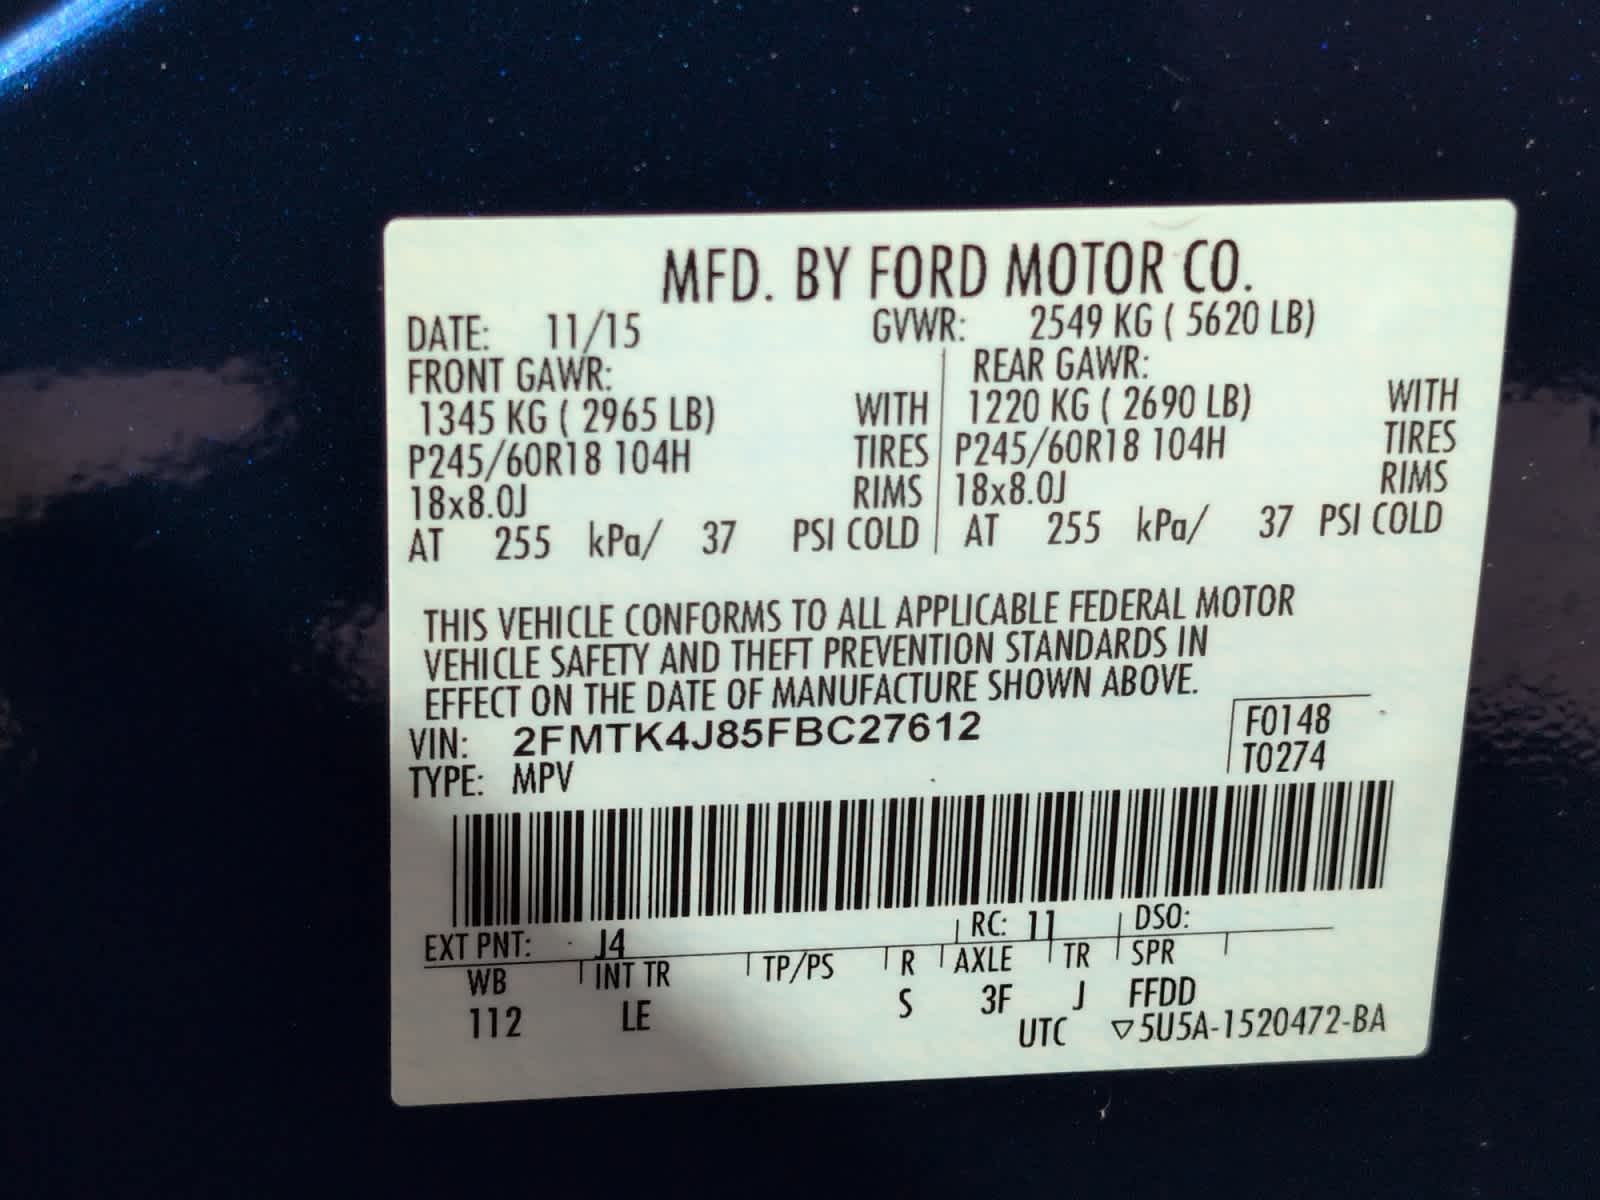 MFD. BY FORD MOTOR CO.
DATE: 11/15 GVWR: 2549 KG ( 5620 LB)
FRONT GAWR: REAR GAWR:
1345 KG ( 2965 LB) WITH 1220 KG ( 2690 LB) WITH
P245/60R18 104H TIRES P245/60R18 104H TIRES
18x8.0J RIMS 18x8.0J RIMS
AT 255 kPa/ 37 PSI COLD AT 255 kPa/ 37 PSI COLD
THIS VEHICLE CONFORMS TO ALL APPLICABLE FEDERAL MOTOR
VEHICLE SAFETY AND THEFT PREVENTION STANDARDS IN
EFFECT ON THE DATE OF MANUFACTURE SHOWN ABOVE.
VIN: 2FMTK4J85FBC27612 F0148
TYPE: MPV T0274
EXT PNT: J4 RC: 11 DSO:
WB INT TR TP/PS R AXLE TR SPR
112 LE S 3F J FFDD
UTC ▽5U5A-1520472-BA